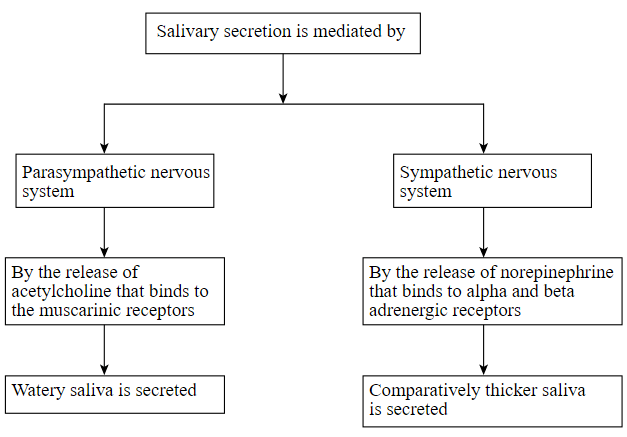 Salivary secretion is mediated by
Parasympathetic nervous
system
Sympathetic nervous
system
By the release of
acetylcholine that binds to
the muscarinic receptors
By the release of norepinephrine
that binds to alpha and beta
adrenergic receptors
Watery saliva is secreted
Comparatively thicker saliva
is secreted